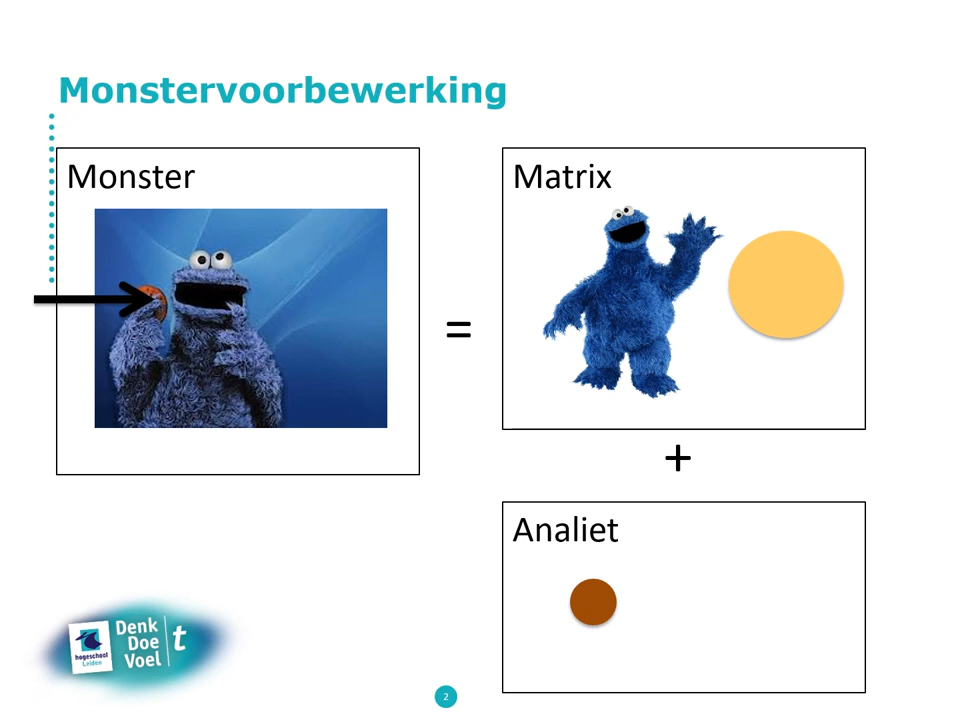 Monstervoorbewerking
Monster
=
Matrix
+
Analiet
Denk
Doe
Voel
t
hogeschool
Leiden
2